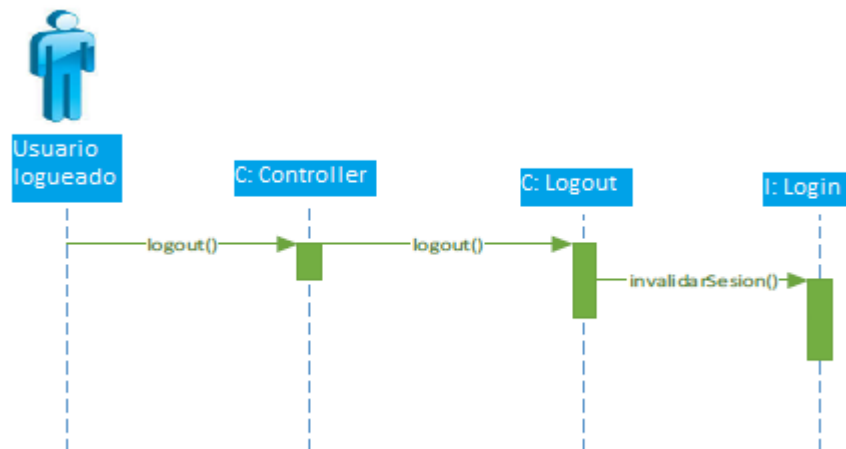 Usuario
logueado
C: Controller
C: Logout
I: Login
logout()
logout()
invalidarSesion()